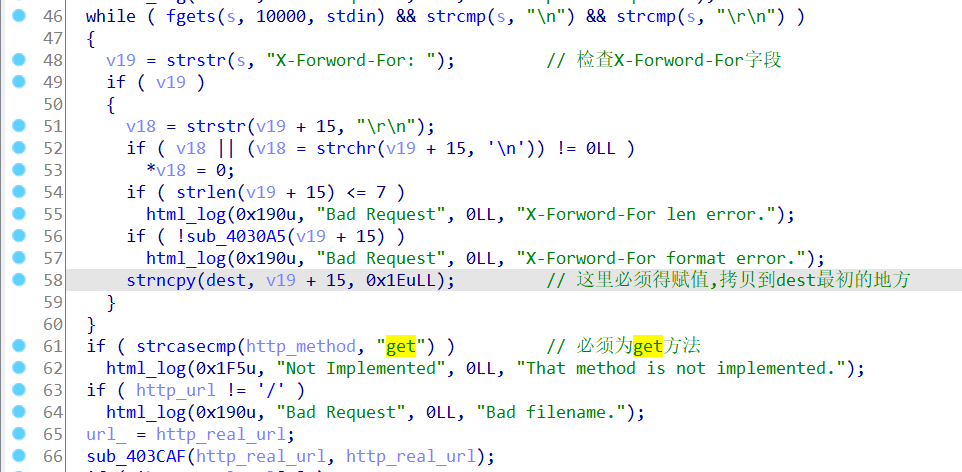 46 while ( fgets(s, 10000, stdin) && strcmp(s, "\n") && strcmp(s, "\r\n") )
47 {
48 v19 = strstr(s, "X-Forword-For: "); // 检查X-Forword-For字段
49 if ( v19 )
50 {
51 v18 = strstr(v19 + 15, "\r\n");
52 if ( v18 || (v18 = strchr(v19 + 15, '\n')) != 0LL )
53 *v18 = 0;
54 if ( strlen(v19 + 15) <= 7 )
55 html_log(0x190u, "Bad Request", 0LL, "X-Forword-For len error.");
56 if ( !sub_4030A5(v19 + 15) )
57 html_log(0x190u, "Bad Request", 0LL, "X-Forword-For format error.");
58 strncpy(dest, v19 + 15, 0x1EuLL); // 这里必须得赋值,拷贝到dest最初的地方
59 }
60 }
61 if ( strcasecmp(http_method, "get") ) // 必须为get方法
62 html_log(0x1F5u, "Not Implemented", 0LL, "That method is not implemented.");
63 if ( http_url != '/' )
64 html_log(0x190u, "Bad Request", 0LL, "Bad filename.");
65 url_ = http_real_url;
66 sub_403CAF(http_real_url, http_real_url);